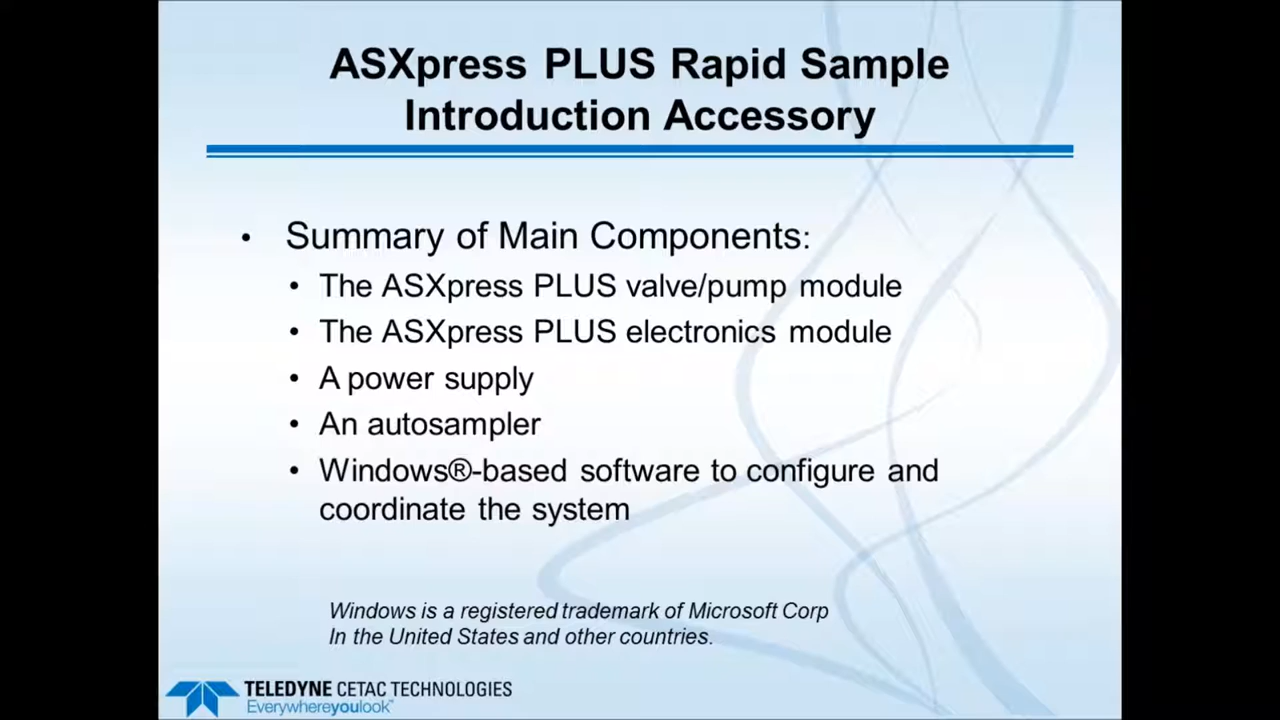 ASXpress PLUS Rapid Sample
Introduction Accessory
• Summary of Main Components:
• The ASXpress PLUS valve/pump module
• The ASXpress PLUS electronics module
• A power supply
• An autosampler
• Windows®-based software to configure and
coordinate the system
Windows is a registered trademark of Microsoft Corp
In the United States and other countries.
TELEDYNE CETAC TECHNOLOGIES
Everywhereyoulook™